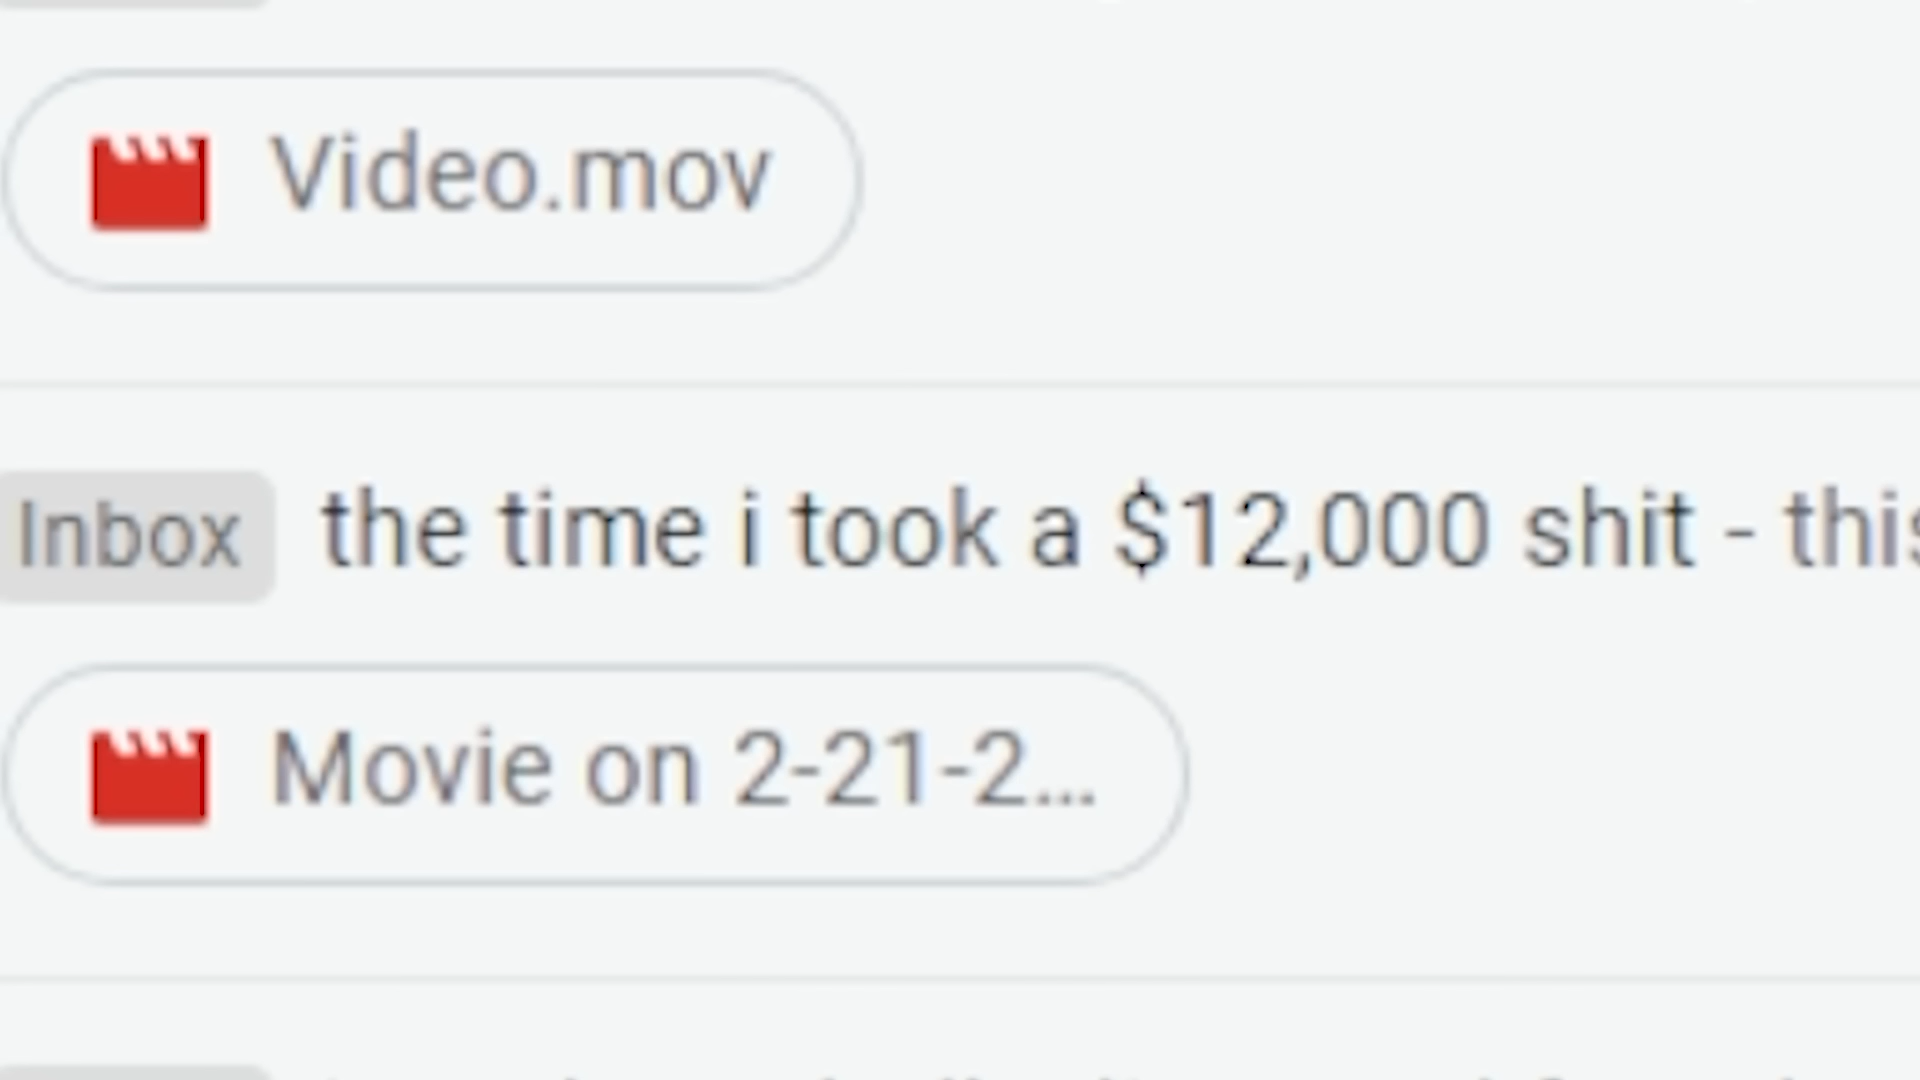 Video.mov
Inbox the time i took a $12,000 shit - this
Movie on 2-21-2...